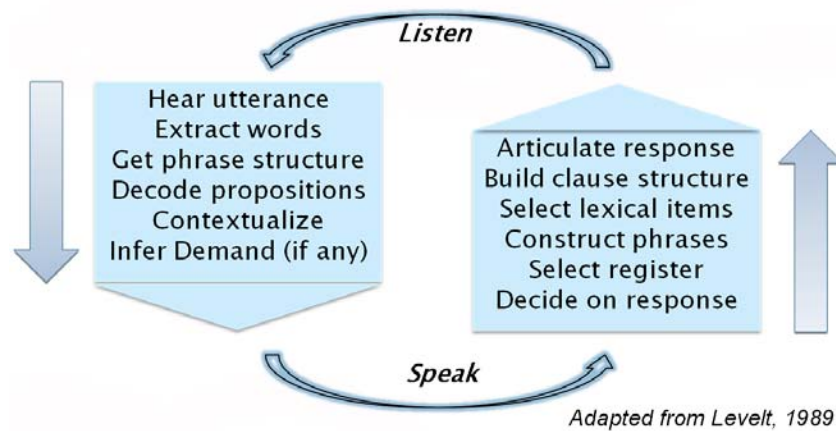 Listen
Hear utterance
Extract words
Get phrase structure
Decode propositions
Contextualize
Infer Demand (if any)
Articulate response
Build clause structure
Select lexical items
Construct phrases
Select register
Decide on response
Speak
Adapted from Levelt, 1989